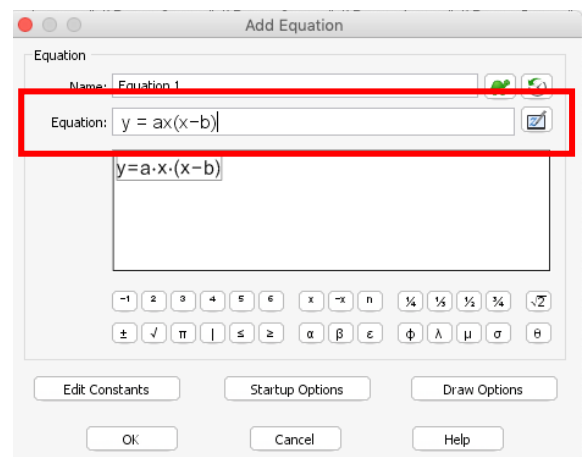 Add Equation
Equation
Name: Equation 1
Equation: y = ax(x−b)
y=a·x·(x−b)
-1 2 3 4 5 6 x -x n ¼ ⅓ ½ ¾ √2
± √ π | ≤ ≥ α β ε φ λ μ σ θ
Edit Constants Startup Options Draw Options
OK Cancel Help